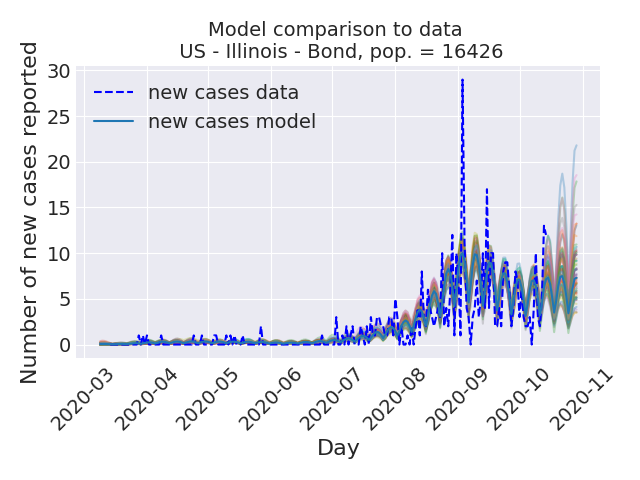 Model comparison to data
US - Illinois - Bond, pop. = 16426
Number of new cases reported
30
25
20
15
10
5
0
new cases data
new cases model
2020-03
2020-04
2020-05
2020-06
2020-07
2020-08
2020-09
2020-10
2020-11
Day